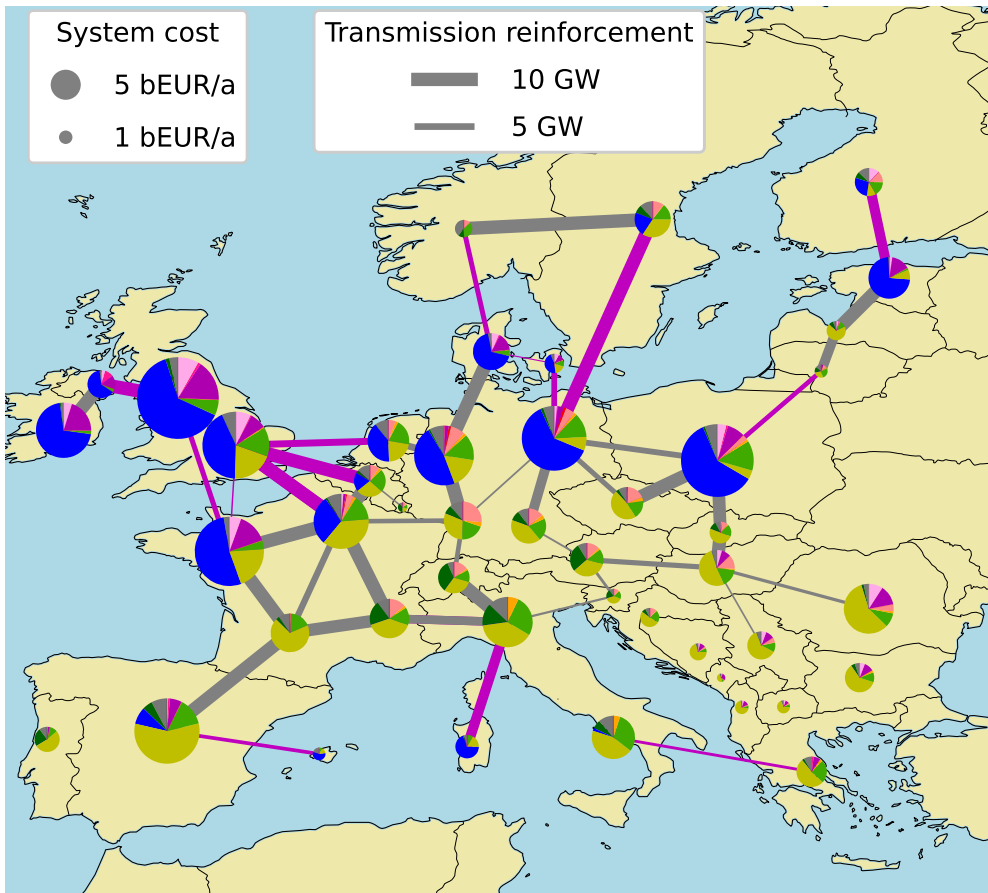 System cost
5 bEUR/a
1 bEUR/a
Transmission reinforcement
10 GW
5 GW